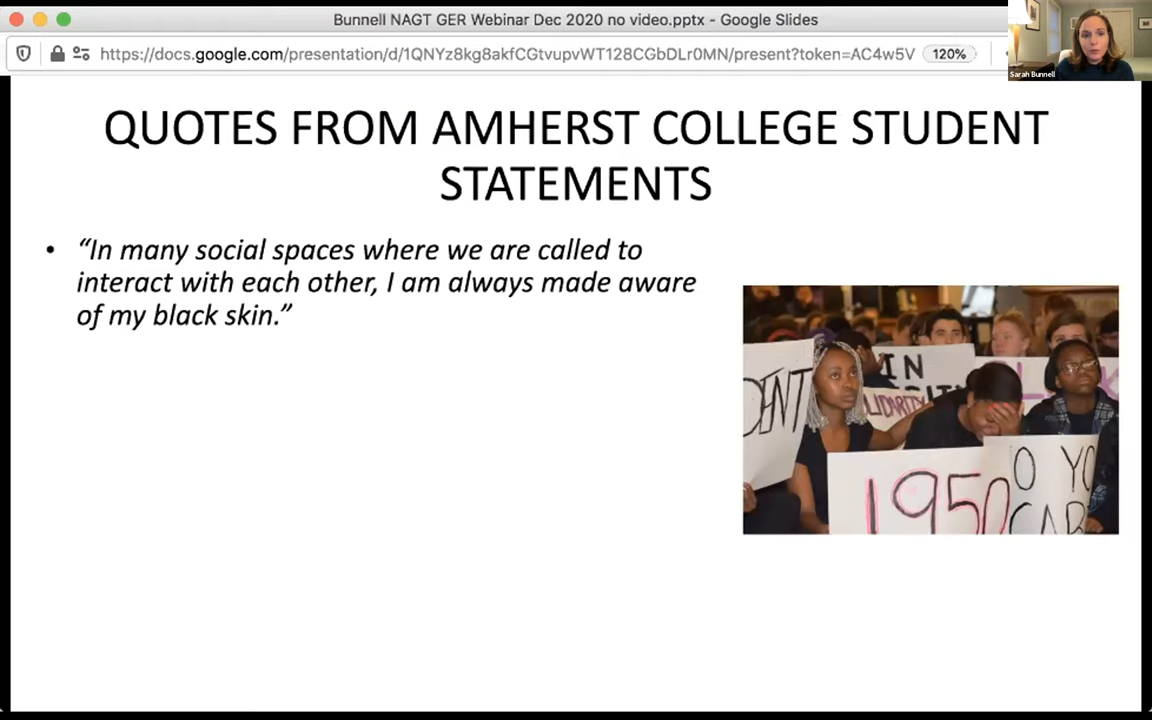 Bunnell NAGT GER Webinar Dec 2020 no video.pptx - Google Slides
https://docs.google.com/presentation/d/1QNYz8kg8akfCGtvupvWT128CGbDLr0MN/present?token=AC4w5V
120%
Sarah Bunnell
QUOTES FROM AMHERST COLLEGE STUDENT
STATEMENTS
• “In many social spaces where we are called to
interact with each other, I am always made aware
of my black skin.”
IN
1950